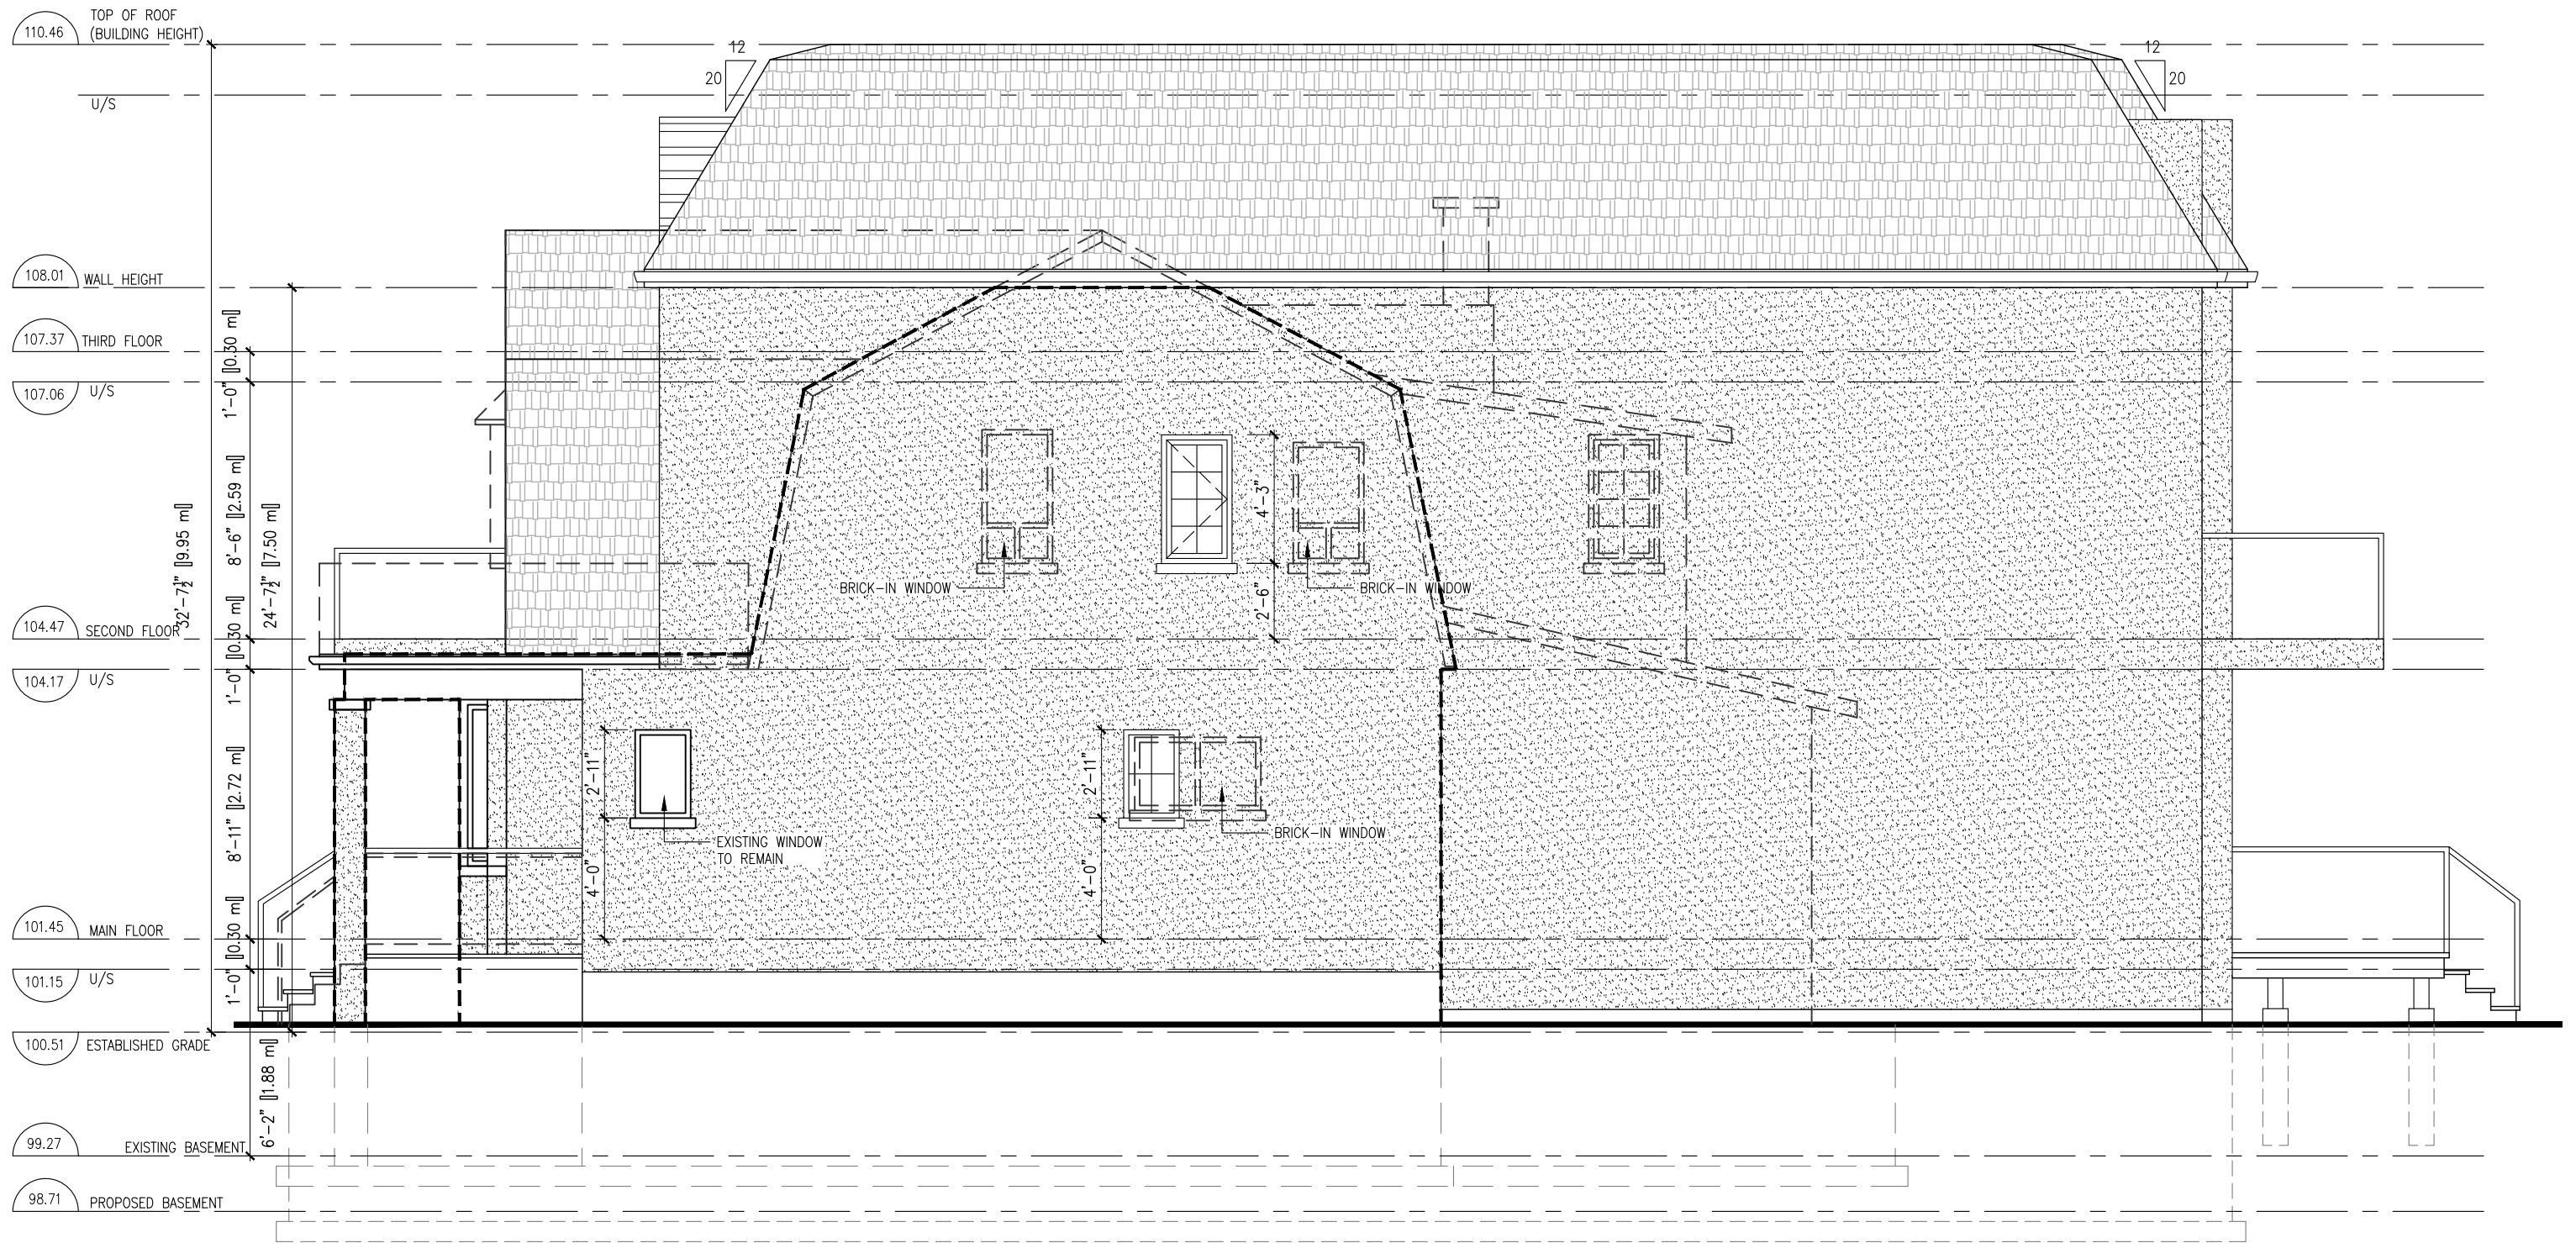 TOP OF ROOF
110.46 (BUILDING HEIGHT)
12
12
20
20
U/S
108.01 WALL HEIGHT
107.37 THIRD FLOOR
1'-0" [0.30 m]
107.06 U/S
8'-6" [2.59 m]
32'-7½" [9.95 m]
24'-7½" [7.50 m]
4'-3"
BRICK-IN WINDOW
BRICK-IN WINDOW
2'-6"
104.47 SECOND FLOOR
1'-0" [0.30 m]
104.17 U/S
8'-11" [2.72 m]
2'-11"
2'-11"
BRICK-IN WINDOW
EXISTING WINDOW
TO REMAIN
4'-0"
4'-0"
101.45 MAIN FLOOR
1'-0" [0.30 m]
101.15 U/S
100.51 ESTABLISHED GRADE
6'-2" [1.88 m]
99.27 EXISTING BASEMENT
98.71 PROPOSED BASEMENT